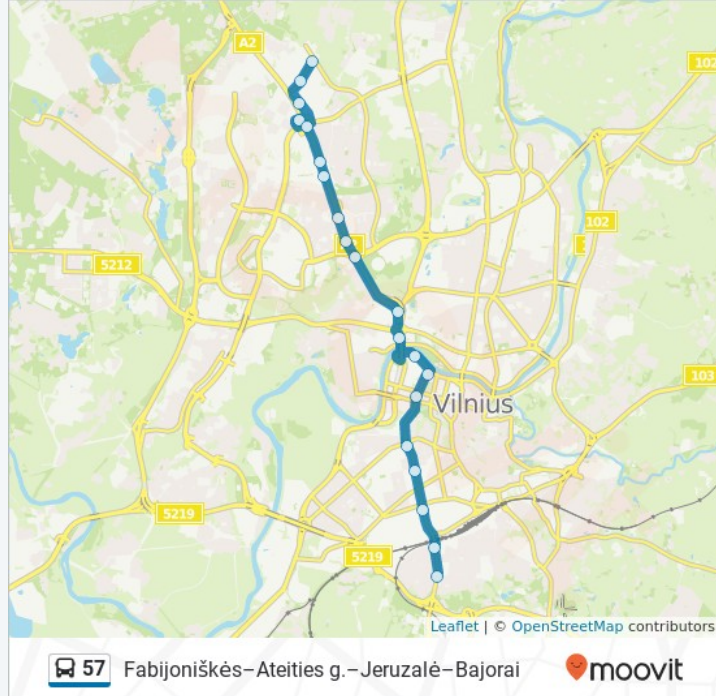 A2
102
102
5212
Vilnius
103
5219
5219
Leaflet | © OpenStreetMap contributors
57 Fabijoniškės–Ateities g.–Jeruzalė–Bajorai moovit